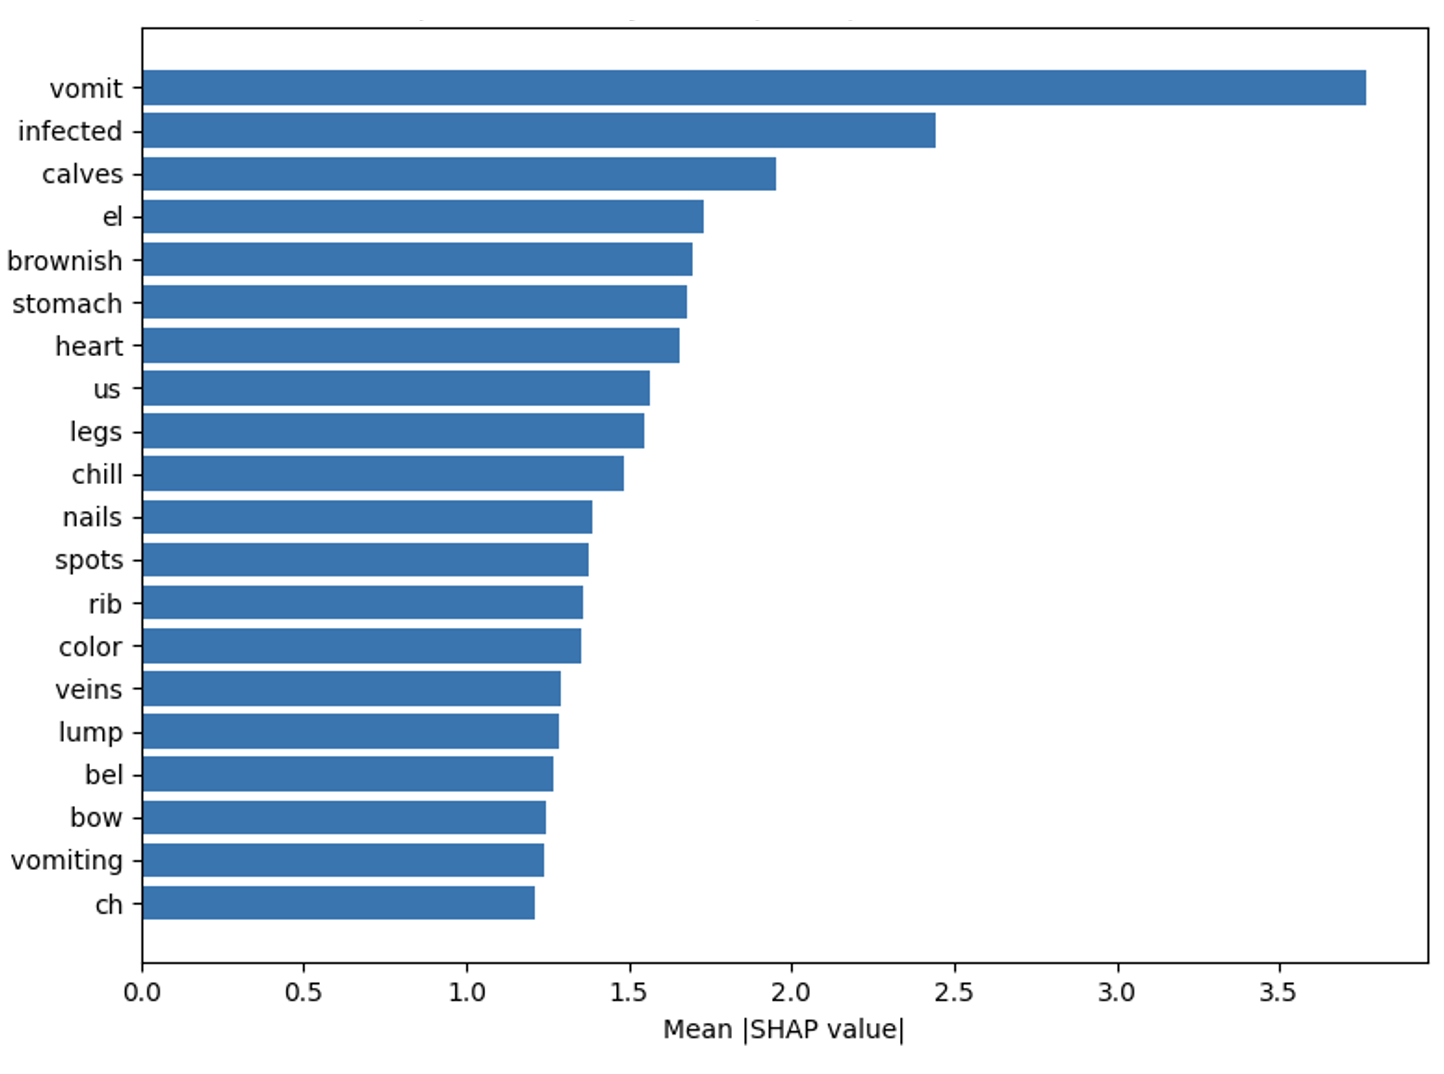 vomit
infected
calves
el
brownish
stomach
heart
us
legs
chill
nails
spots
rib
color
veins
lump
bel
bow
vomiting
ch
0.0 0.5 1.0 1.5 2.0 2.5 3.0 3.5
Mean |SHAP value|